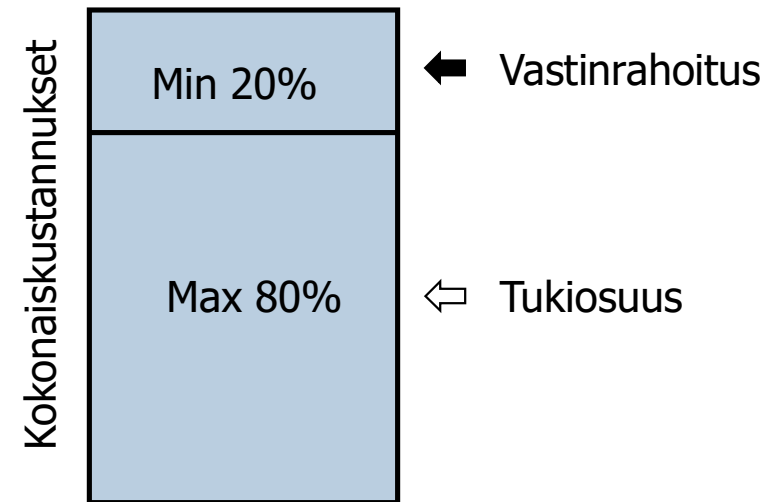 Kokonaiskustannukset
Min 20%
Vastinrahoitus
Max 80%
Tukiosuus